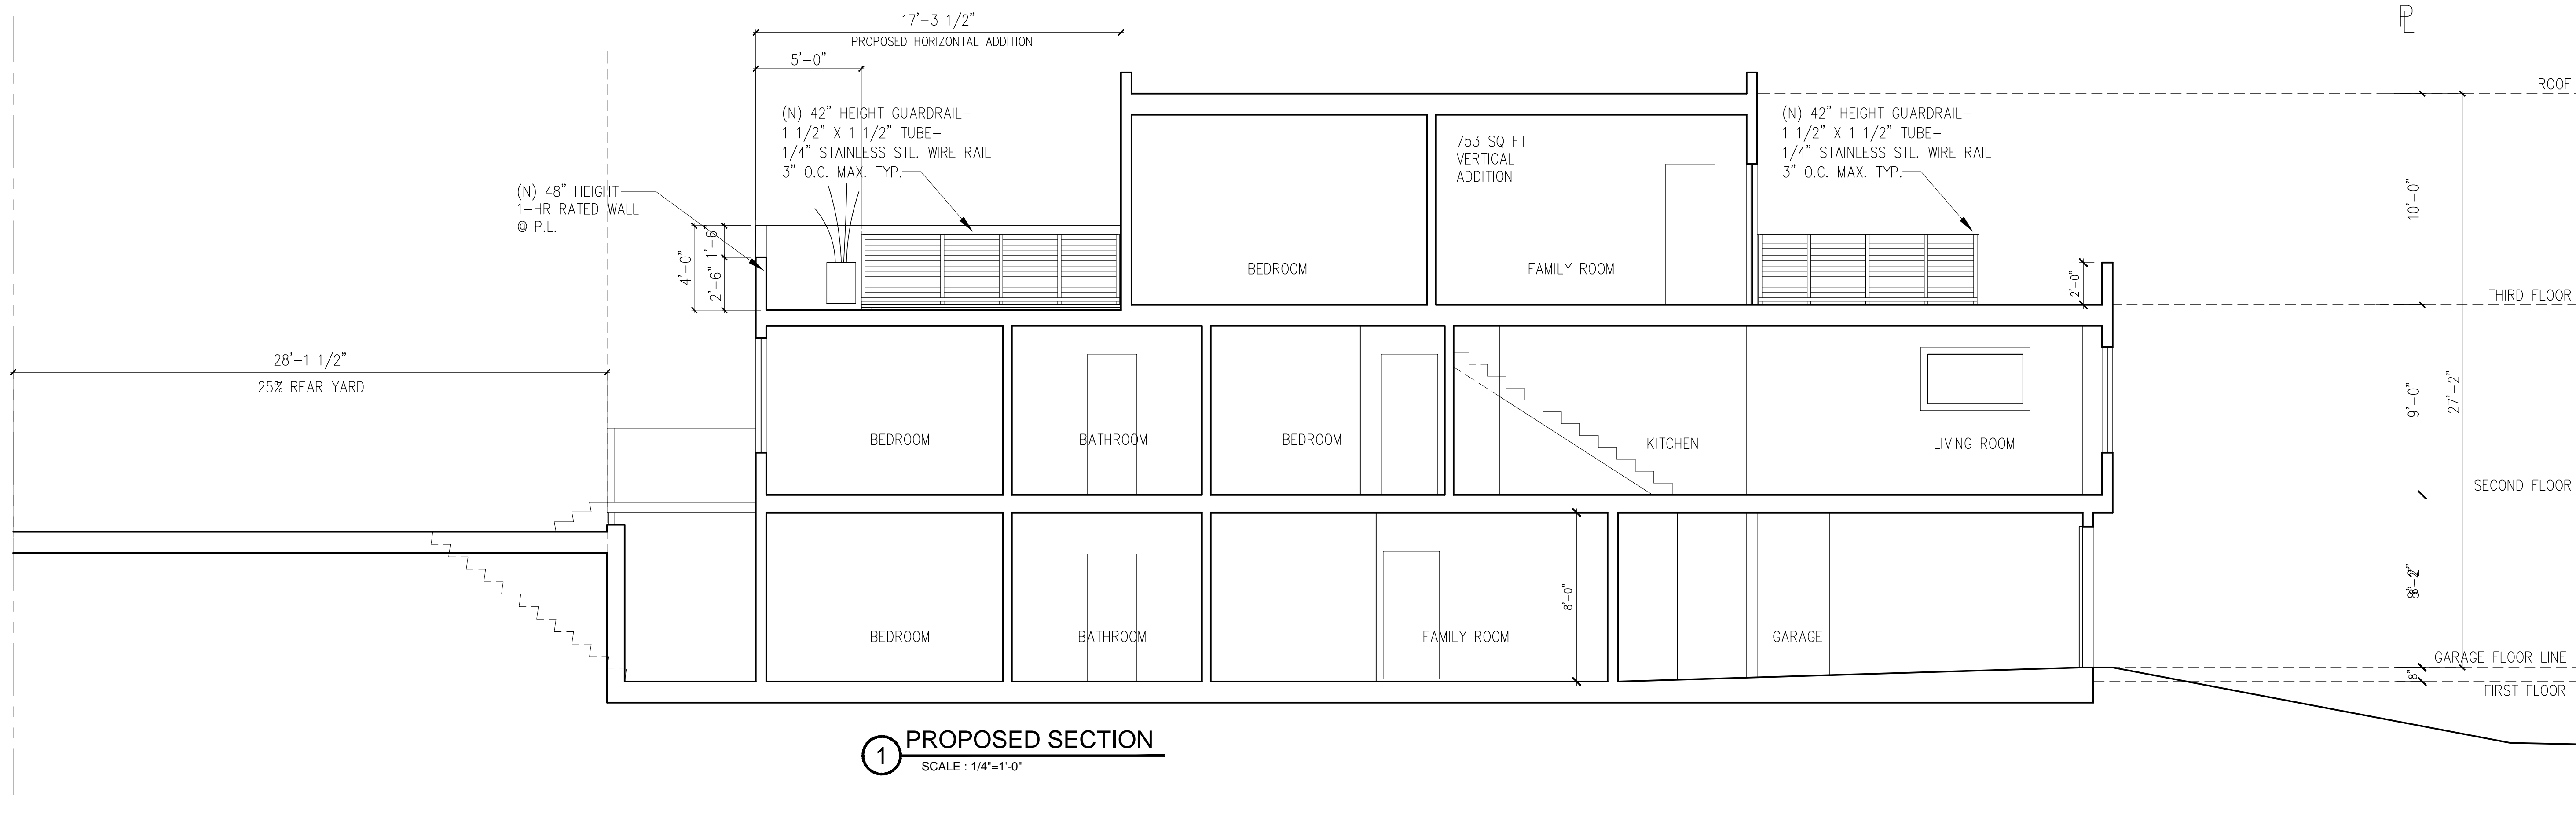 17'-3 1/2"
PROPOSED HORIZONTAL ADDITION
5'-0"
PL
ROOF
(N) 42" HEIGHT GUARDRAIL-
1 1/2" X 1 1/2" TUBE-
1/4" STAINLESS STL. WIRE RAIL
3" O.C. MAX. TYP.
753 SQ FT
VERTICAL
ADDITION
(N) 42" HEIGHT GUARDRAIL-
1 1/2" X 1 1/2" TUBE-
1/4" STAINLESS STL. WIRE RAIL
3" O.C. MAX. TYP.
(N) 48" HEIGHT
1-HR RATED WALL
@ P.L.
4'-0"
1'-6"
2'-6"
BEDROOM
FAMILY ROOM
2'-0"
10'-0"
THIRD FLOOR
28'-1 1/2"
25% REAR YARD
BEDROOM
BATHROOM
BEDROOM
KITCHEN
LIVING ROOM
9'-0"
27'-2"
SECOND FLOOR
8'-0"
BEDROOM
BATHROOM
FAMILY ROOM
GARAGE
GARAGE FLOOR LINE
8"
FIRST FLOOR
1
PROPOSED SECTION
SCALE : 1/4"=1'-0"